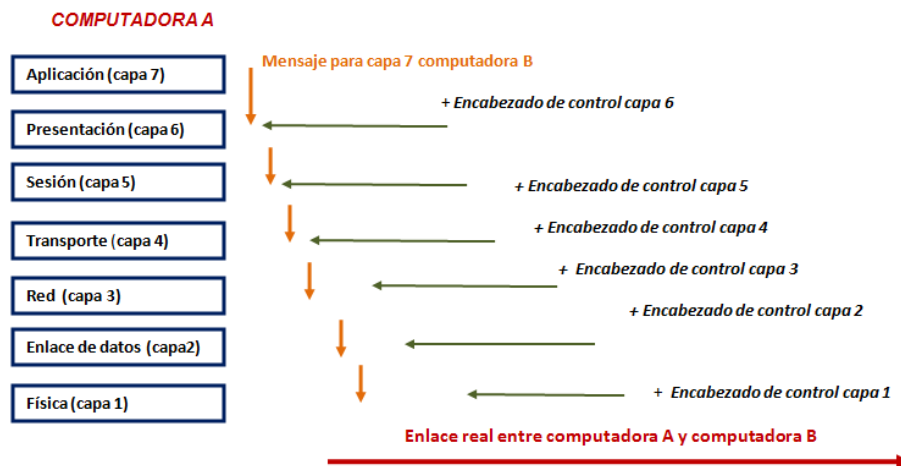 COMPUTADORA A
Mensaje para capa 7 computadora B
Aplicación (capa 7)
+ Encabezado de control capa 6
Presentación (capa 6)
Sesión (capa 5)
+ Encabezado de control capa 5
+ Encabezado de control capa 4
Transporte (capa 4)
+ Encabezado de control capa 3
Red (capa 3)
+ Encabezado de control capa 2
Enlace de datos (capa2)
+ Encabezado de control capa 1
Física (capa 1)
Enlace real entre computadora A y computadora B